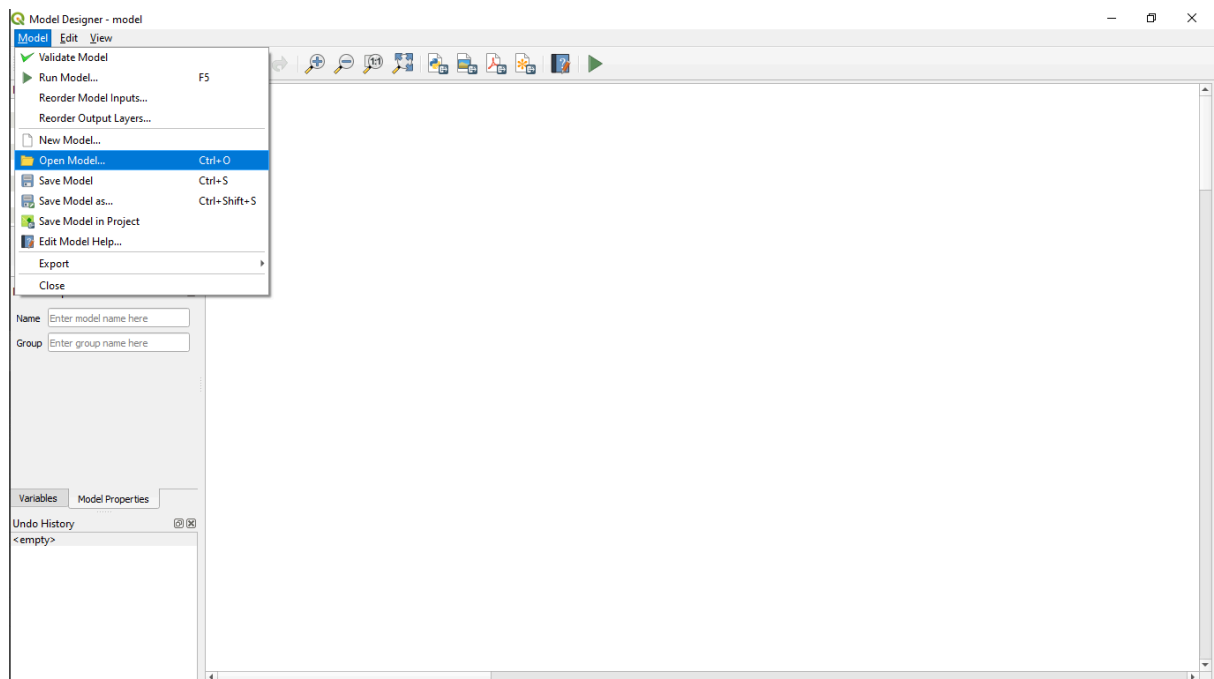 Model Designer - model
Model Edit View
Validate Model
Run Model... F5
Reorder Model Inputs...
Reorder Output Layers...
New Model...
Open Model... Ctrl+O
Save Model Ctrl+S
Save Model as... Ctrl+Shift+S
Save Model in Project
Edit Model Help...
Export
Close
1:1
Name Enter model name here
Group Enter group name here
Variables Model Properties
Undo History
<empty>